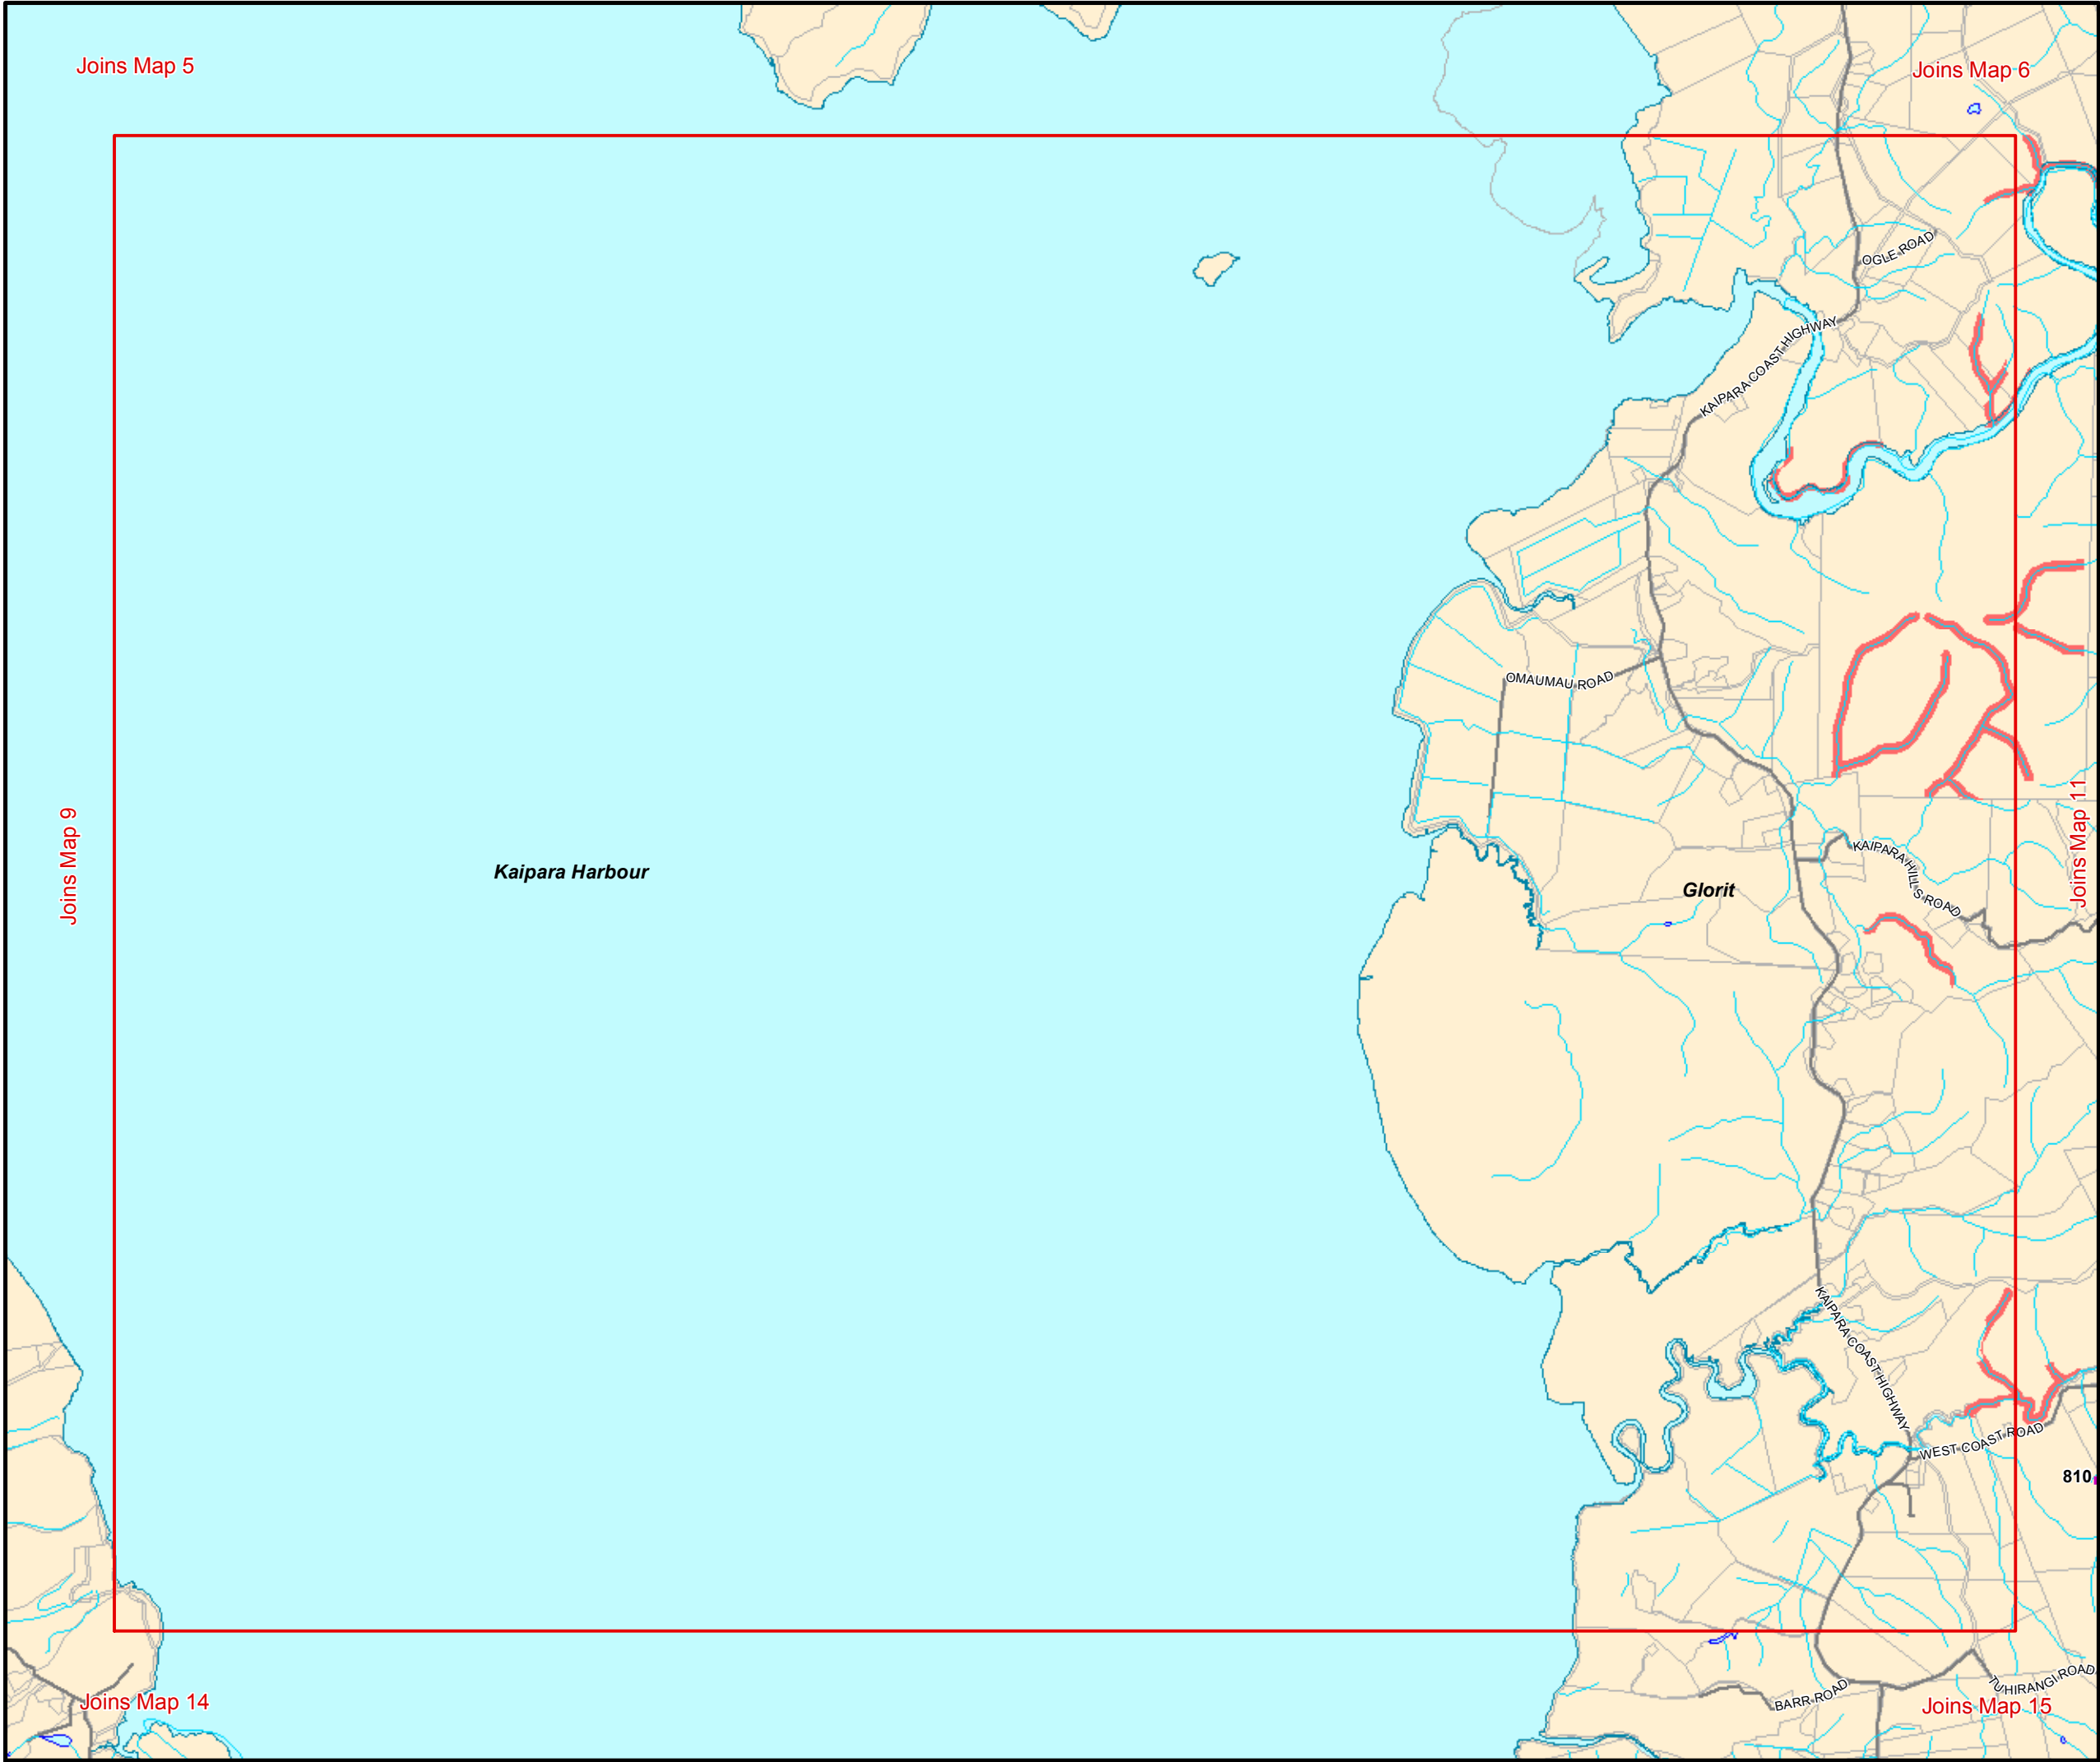 Joins Map 5
Joins Map 6
OGLE ROAD
KAIPARA COAST HIGHWAY
OMAUMAU ROAD
Joins Map 9
Joins Map 11
KAIPARA HILLS ROAD
Kaipara Harbour
Glorit
KAIPARA COAST HIGHWAY
WEST COAST ROAD
810
TUHIRANGI ROAD
BARR ROAD
Joins Map 14
Joins Map 15